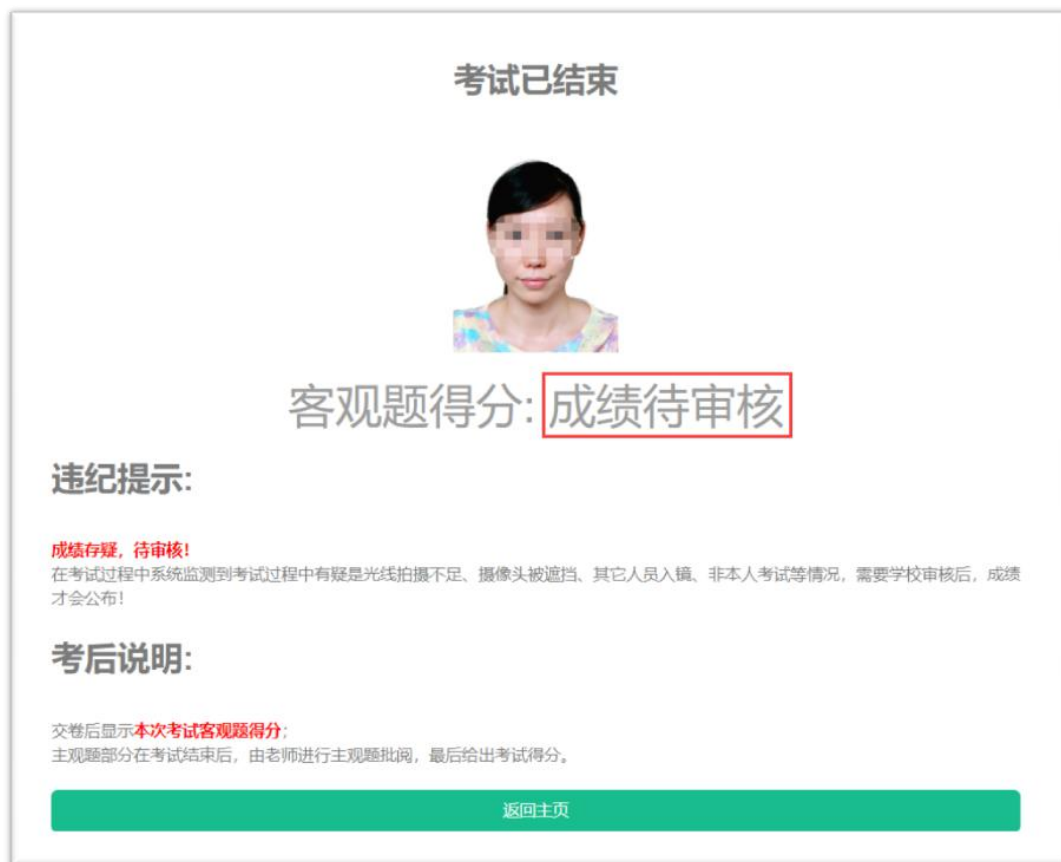 考试已结束
客观题得分: 成绩待审核
违纪提示:
成绩存疑，待审核！
在考试过程中系统监测到考试过程中有疑是光线拍摄不足、摄像头被遮挡、其它人员入镜、非本人考试等情况，需要学校审核后，成绩
才会公布！
考后说明:
交卷后显示本次考试客观题得分;
主观题部分在考试结束后，由老师进行主观题批阅，最后给出考试得分。
返回主页